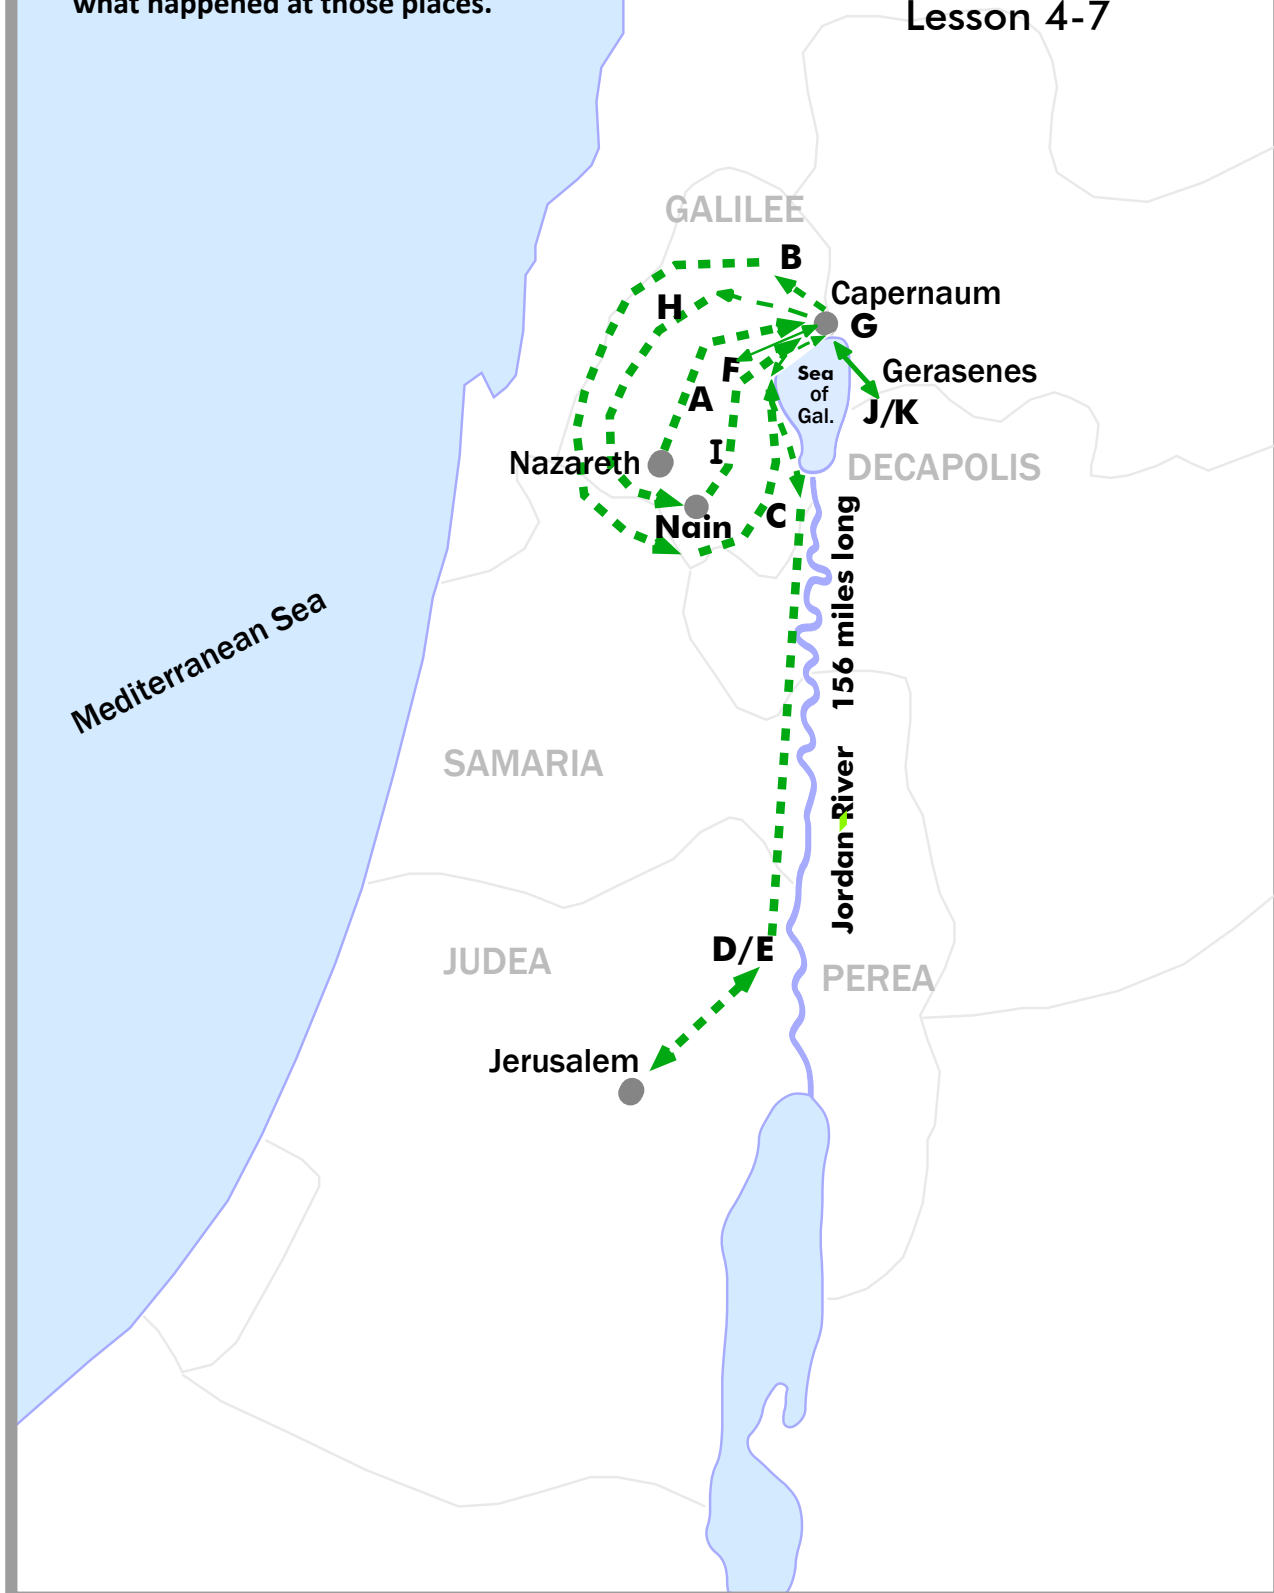 what happened at those places.
Lesson 4-7
GALILEE
B
Capernaum
H
G
F
Sea
of
Gal.
Gerasenes
A
J/K
Nazareth
I
DECAPOLIS
C
Nain
156 miles long
Mediterranean Sea
SAMARIA
Jordan River
D/E
JUDEA
PEREA
Jerusalem